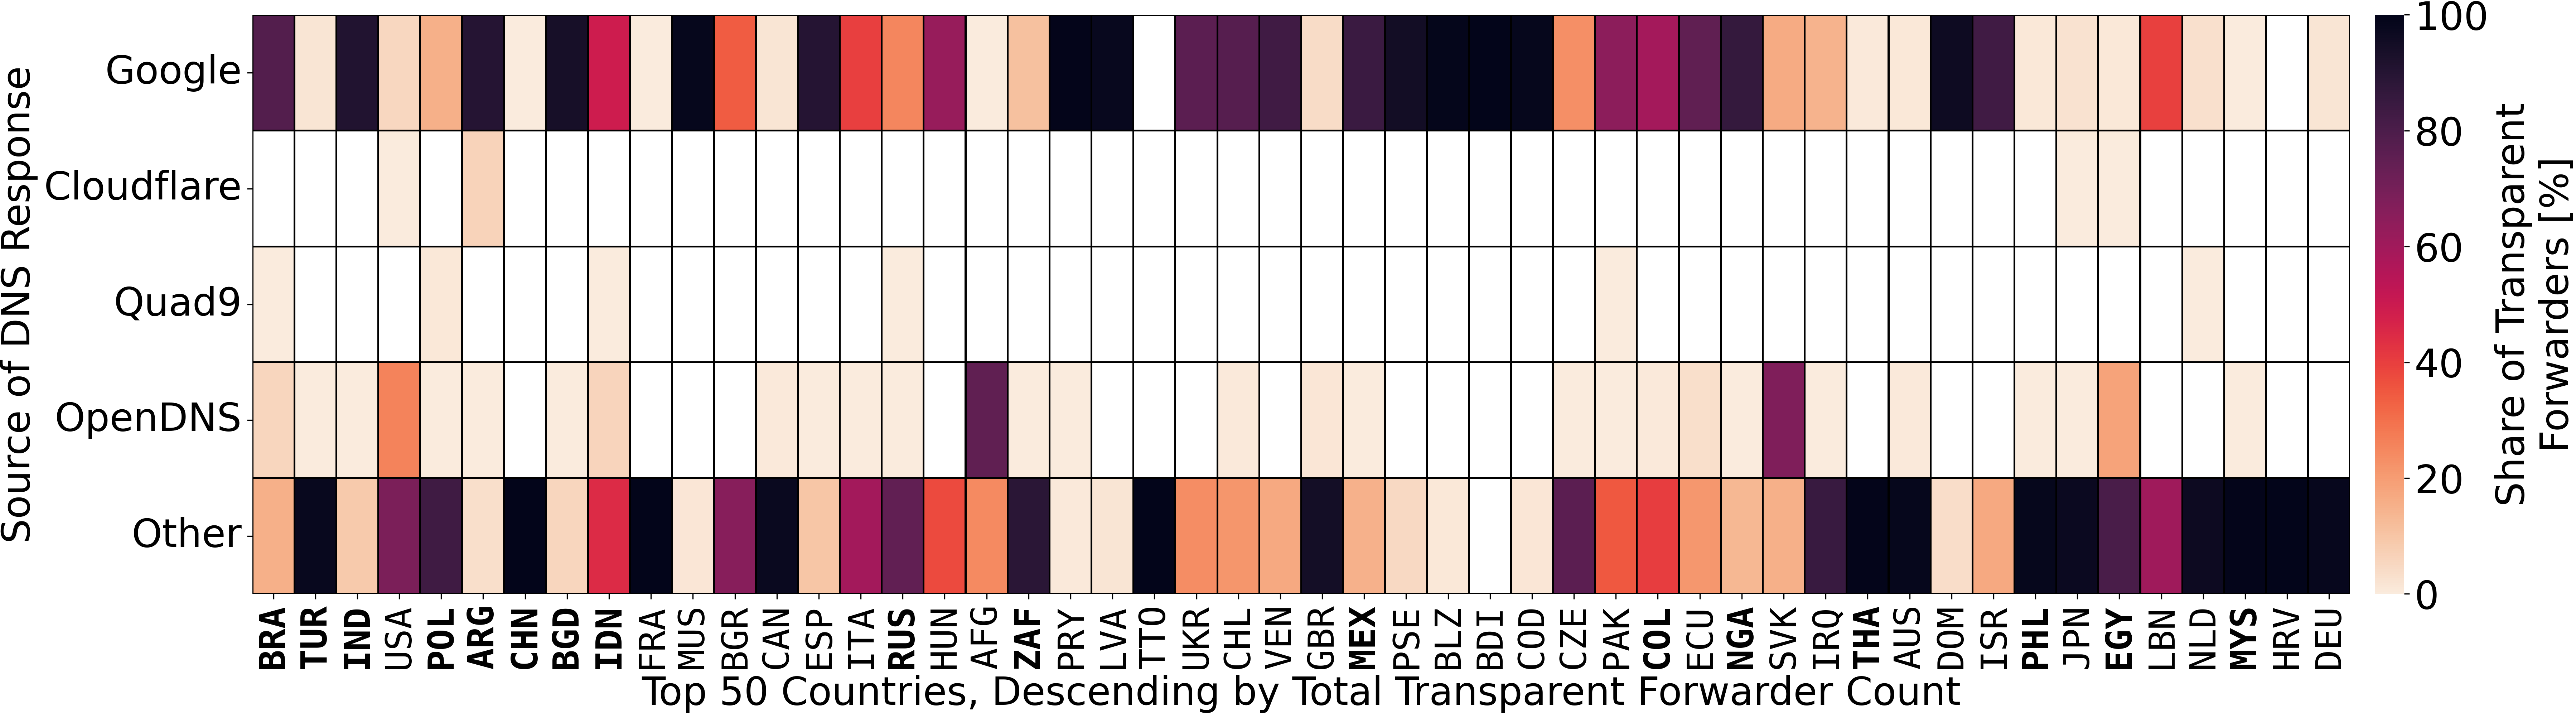 Source of DNS Response
Google
Cloudflare
Quad9
OpenDNS
Other
BRA
TUR
IND
USA
POL
ARG
CHN
BGD
IDN
FRA
MUS
BGR
CAN
ESP
ITA
RUS
HUN
AFG
ZAF
PRY
LVA
TTO
UKR
CHL
VEN
GBR
MEX
PSE
BLZ
BDI
COD
CZE
PAK
COL
ECU
NGA
SVK
IRQ
THA
AUS
DOM
ISR
PHL
JPN
EGY
LBN
NLD
MYS
HRV
DEU
Top 50 Countries, Descending by Total Transparent Forwarder Count
100
80
60
40
20
0
Share of Transparent
Forwarders [%]